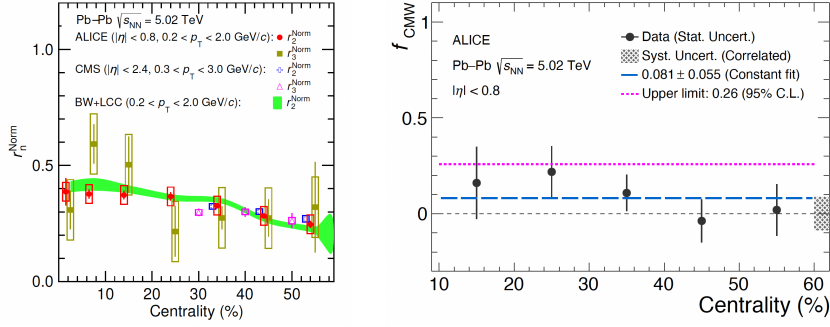 Pb–Pb √sNN = 5.02 TeV
ALICE (|η| < 0.8, 0.2 < pT < 2.0 GeV/c): r2Norm
r3Norm
CMS (|η| < 2.4, 0.3 < pT < 3.0 GeV/c): r2Norm
r3Norm
BW+LCC (0.2 < pT < 2.0 GeV/c): r2Norm
rnNorm
1.0
0.5
0.0
10 20 30 40 50
Centrality (%)
fCMW
1
0.5
0
ALICE
Pb–Pb √sNN = 5.02 TeV
|η| < 0.8
Data (Stat. Uncert.)
Syst. Uncert. (Correlated)
0.081 ± 0.055 (Constant fit)
Upper limit: 0.26 (95% C.L.)
10 20 30 40 50 60
Centrality (%)